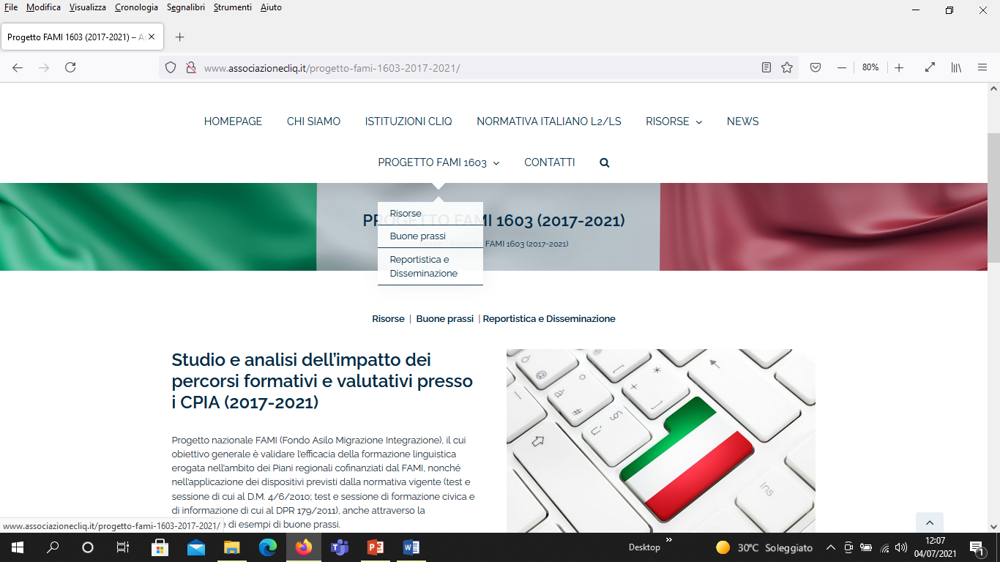 File Modifica Visualizza Cronologia Segnalibri Strumenti Aiuto
Progetto FAMI 1603 (2017-2021) – As
www.associazionecliq.it/progetto-fami-1603-2017-2021/
80%
HOMEPAGE CHI SIAMO ISTITUZIONI CLIQ NORMATIVA ITALIANO L2/LS RISORSE NEWS
PROGETTO FAMI 1603 CONTATTI
PROGETTO FAMI 1603 (2017-2021)
FAMI 1603 (2017-2021)
Risorse
Buone prassi
Reportistica e
Disseminazione
Risorse | Buone prassi | Reportistica e Disseminazione
Studio e analisi dell'impatto dei
percorsi formativi e valutativi presso
i CPIA (2017-2021)
Progetto nazionale FAMI (Fondo Asilo Migrazione Integrazione), il cui
obiettivo generale è validare l'efficacia della formazione linguistica
erogata nell'ambito dei Piani regionali cofinanziati dal FAMI, nonché
nell'applicazione dei dispositivi previsti dalla normativa vigente (test e
sessione di cui al D.M. 4/6/2010; test e sessione di formazione civica e
di informazione di cui al DPR 179/2011), anche attraverso la
e di esempi di buone prassi.
Ins
www.associazionecliq.it/progetto-fami-1603-2017-2021/
Desktop
30°C Soleggiato
12:07
04/07/2021
1